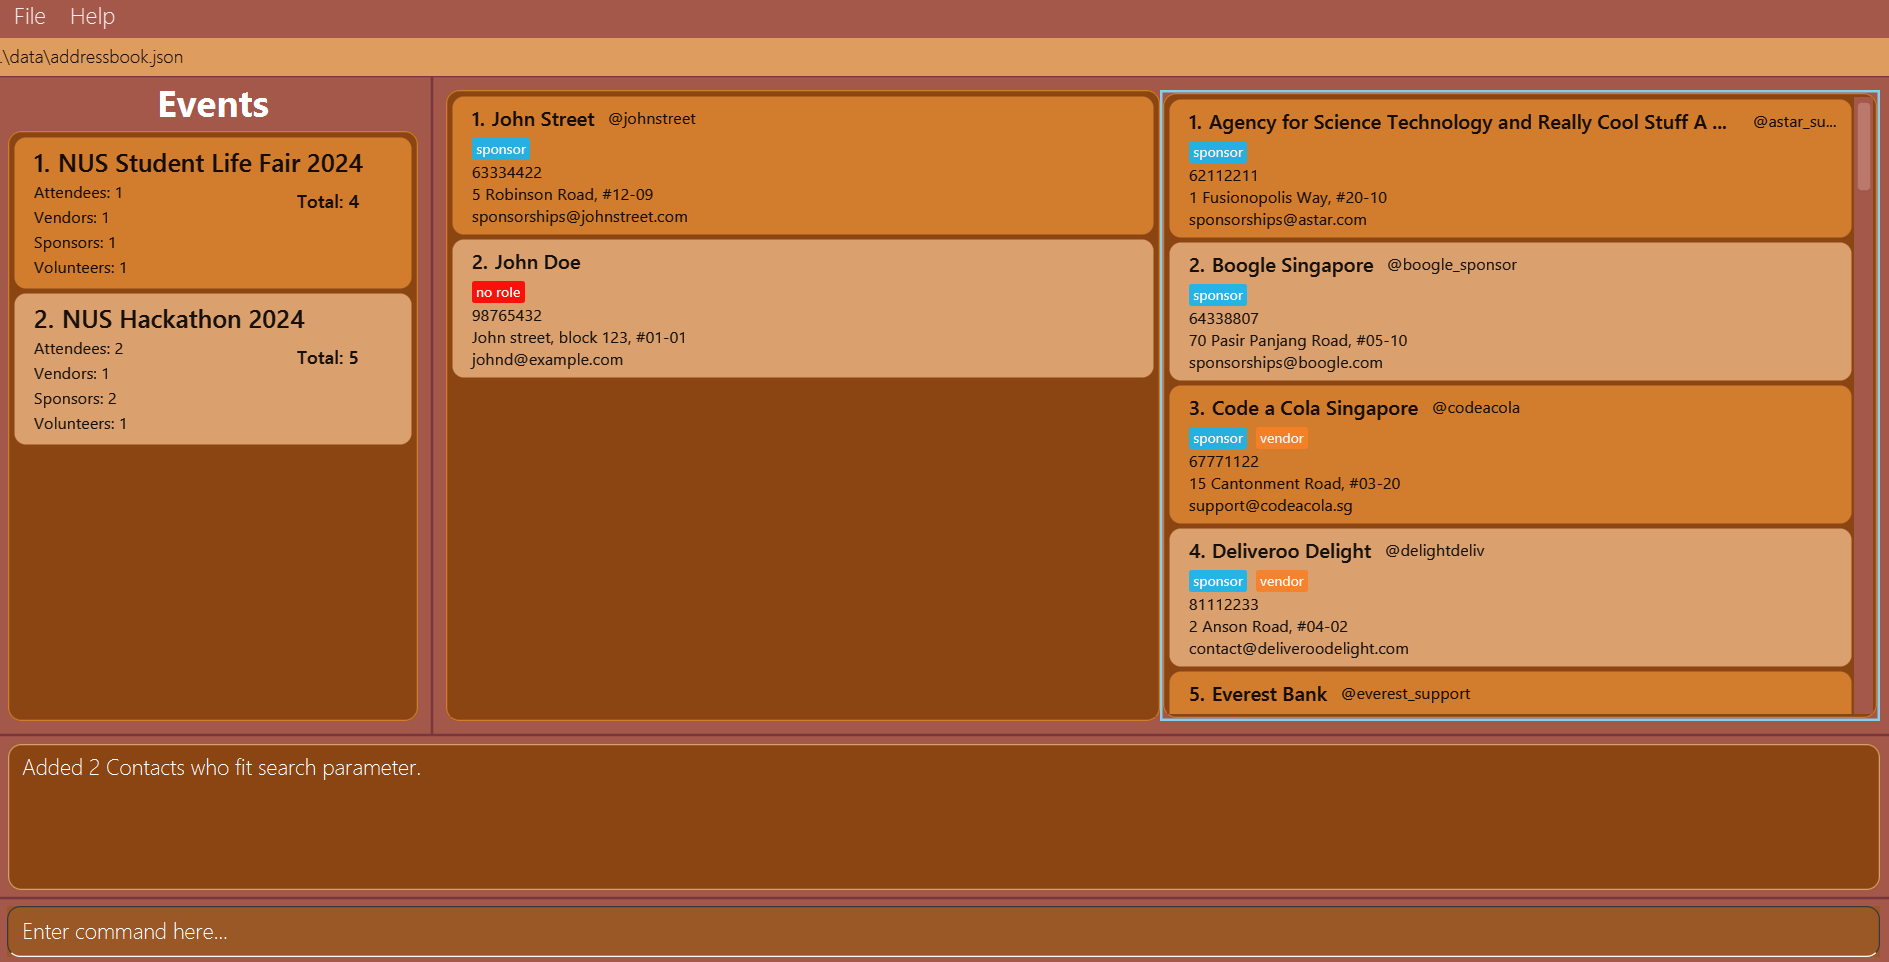 File Help
.\data\addressbook.json
Events
1. NUS Student Life Fair 2024
Attendees: 1
Total: 4
Vendors: 1
Sponsors: 1
Volunteers: 1
2. NUS Hackathon 2024
Attendees: 2
Total: 5
Vendors: 1
Sponsors: 2
Volunteers: 1
1. John Street @johnstreet
sponsor
63334422
5 Robinson Road, #12-09
sponsorships@johnstreet.com
2. John Doe
no role
98765432
John street, block 123, #01-01
johnd@example.com
1. Agency for Science Technology and Really Cool Stuff A ... @astar_su...
sponsor
62112211
1 Fusionopolis Way, #20-10
sponsorships@astar.com
2. Boogle Singapore @boogle_sponsor
sponsor
64338807
70 Pasir Panjang Road, #05-10
sponsorships@boogle.com
3. Code a Cola Singapore @codeacola
sponsor vendor
67771122
15 Cantonment Road, #03-20
support@codeacola.sg
4. Deliveroo Delight @delightdeliv
sponsor vendor
81112233
2 Anson Road, #04-02
contact@deliveroodelight.com
5. Everest Bank @everest_support
Added 2 Contacts who fit search parameter.
Enter command here...